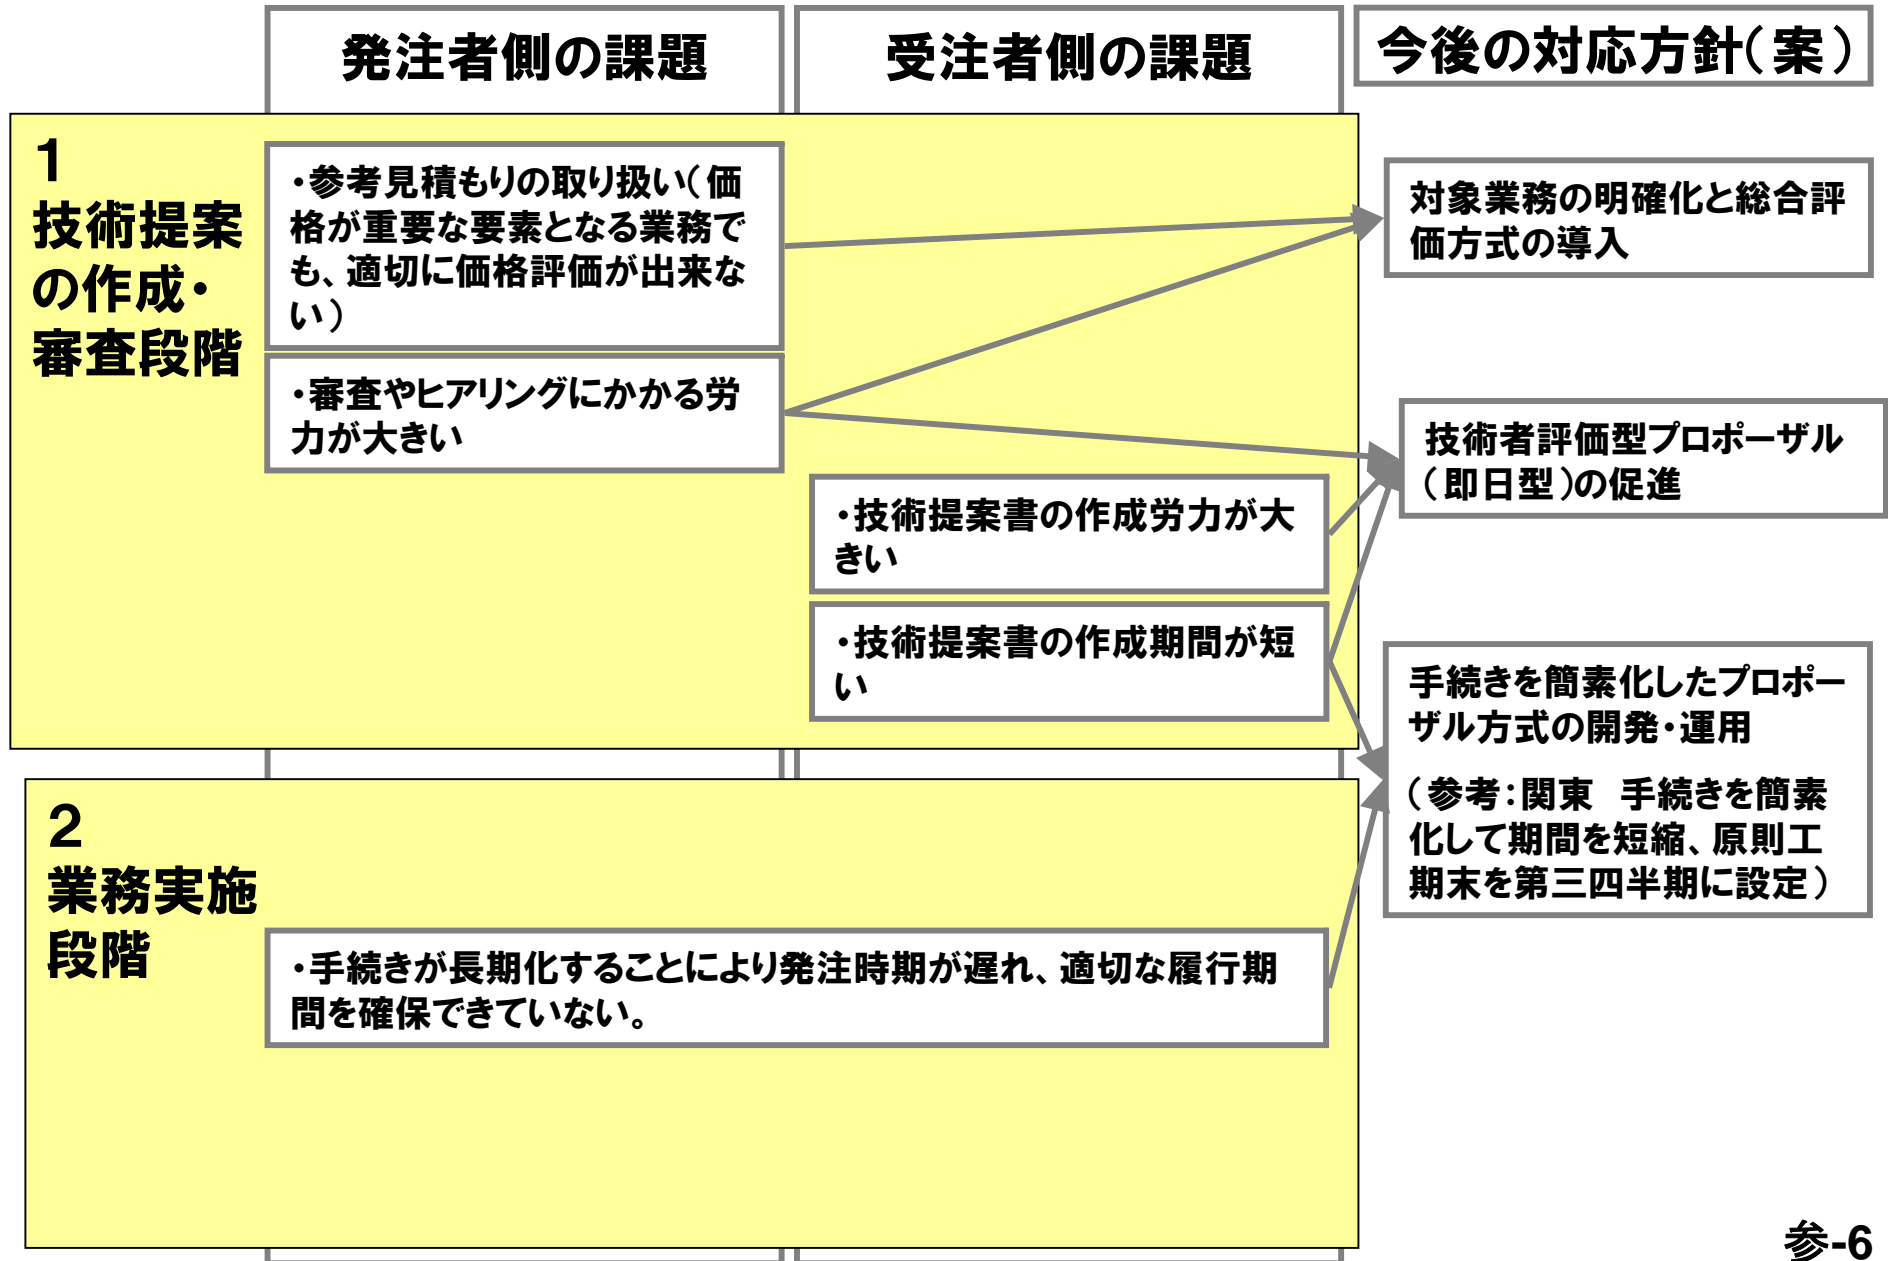 発注者側の課題
受注者側の課題
今後の対応方針(案)
1
技術提案
の作成・
審査段階
・参考見積もりの取り扱い(価
格が重要な要素となる業務で
も、適切に価格評価が出来な
い)
・審査やヒアリングにかかる労
力が大きい
・技術提案書の作成労力が大
きい
・技術提案書の作成期間が短
い
対象業務の明確化と総合評
価方式の導入
技術者評価型プロポーザル
(即日型)の促進
手続きを簡素化したプロポー
ザル方式の開発・運用
(参考:関東　手続きを簡素
化して期間を短縮、原則工
期末を第三四半期に設定)
2
業務実施
段階
・手続きが長期化することにより発注時期が遅れ、適切な履行期
間を確保できていない。
参-6